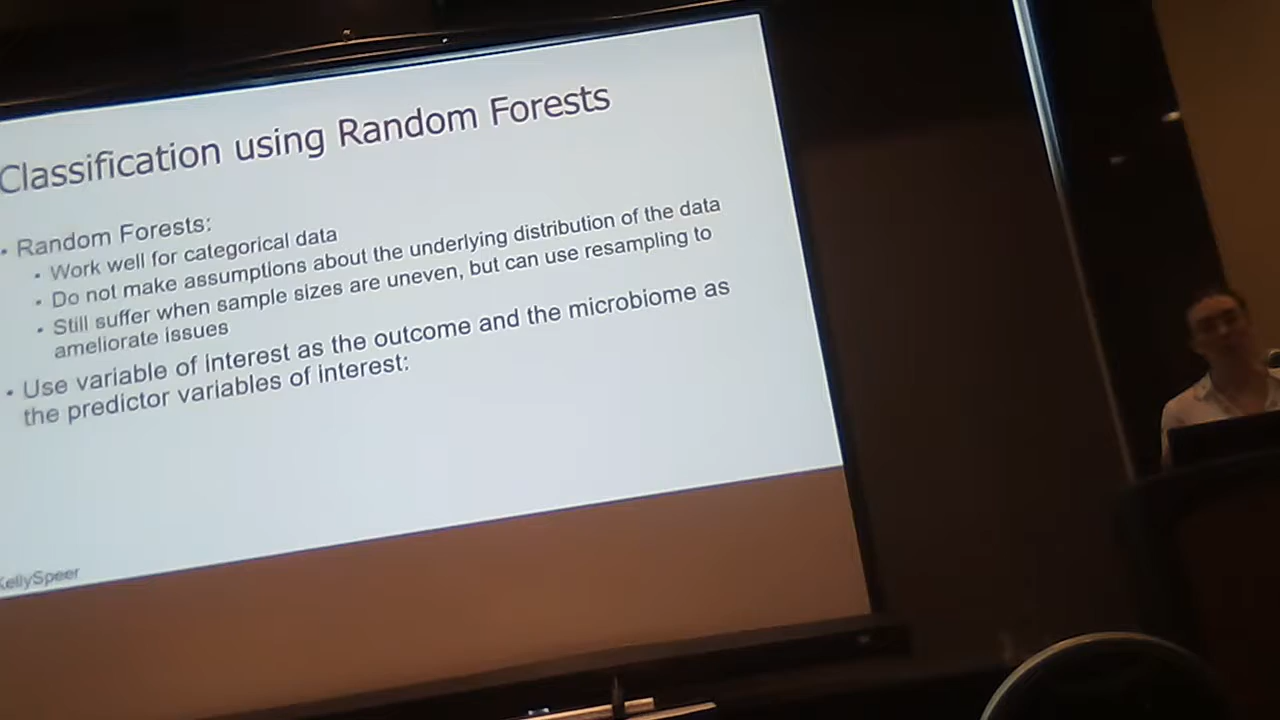 Classification using Random Forests
• Random Forests:
• Work well for categorical data
• Do not make assumptions about the underlying distribution of the data
• Still suffer when sample sizes are uneven, but can use resampling to
ameliorate issues
• Use variable of interest as the outcome and the microbiome as
the predictor variables of interest:
KellySpeer